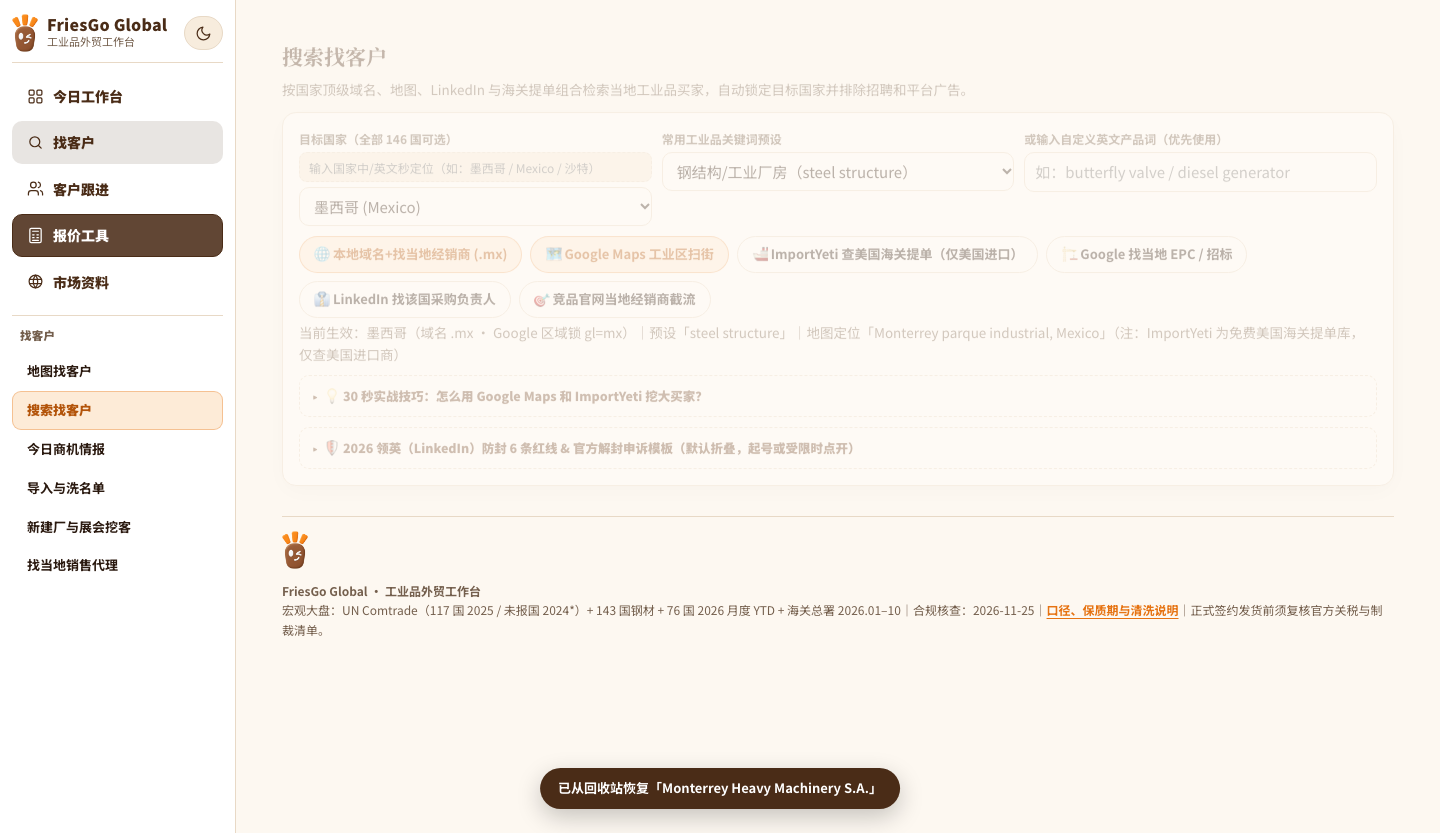 FriesGo Global
工业品外贸工作台
今日工作台
找客户
客户跟进
报价工具
市场资料
找客户
地图找客户
搜索找客户
今日商机情报
导入与洗名单
新建厂与展会挖客
找当地销售代理
搜索找客户
按国家顶级域名、地图、LinkedIn 与海关提单组合检索当地工业品买家，自动锁定目标国家并排除招聘和平台广告。
目标国家（全部 146 国可选）
输入国家中/英文秒定位（如：墨西哥 / Mexico / 沙特）
墨西哥 (Mexico)
常用工业品关键词预设
钢结构/工业厂房（steel structure）
或输入自定义英文产品词（优先使用）
如：butterfly valve / diesel generator
本地域名+找当地经销商 (.mx)
Google Maps 工业区扫街
ImportYeti 查美国海关提单（仅美国进口）
Google 找当地 EPC / 招标
LinkedIn 找该国采购负责人
竞品官网当地经销商截流
当前生效：墨西哥（域名 .mx · Google 区域锁 gl=mx）｜预设「steel structure」｜地图定位「Monterrey parque industrial, Mexico」（注：ImportYeti 为免费美国海关提单库，
仅查美国进口商）
▸ 💡 30 秒实战技巧：怎么用 Google Maps 和 ImportYeti 挖大买家？
▸ 2026 领英（LinkedIn）防封 6 条红线 & 官方解封申诉模板（默认折叠，起号或受限时点开）
FriesGo Global · 工业品外贸工作台
宏观大盘：UN Comtrade（117 国 2025 / 未报国 2024*）+ 143 国钢材 + 76 国 2026 月度 YTD + 海关总署 2026.01–10｜合规核查：2026-11-25｜口径、保质期与清洗说明｜正式签约发货前须复核官方关税与制
裁清单。
已从回收站恢复「Monterrey Heavy Machinery S.A.」